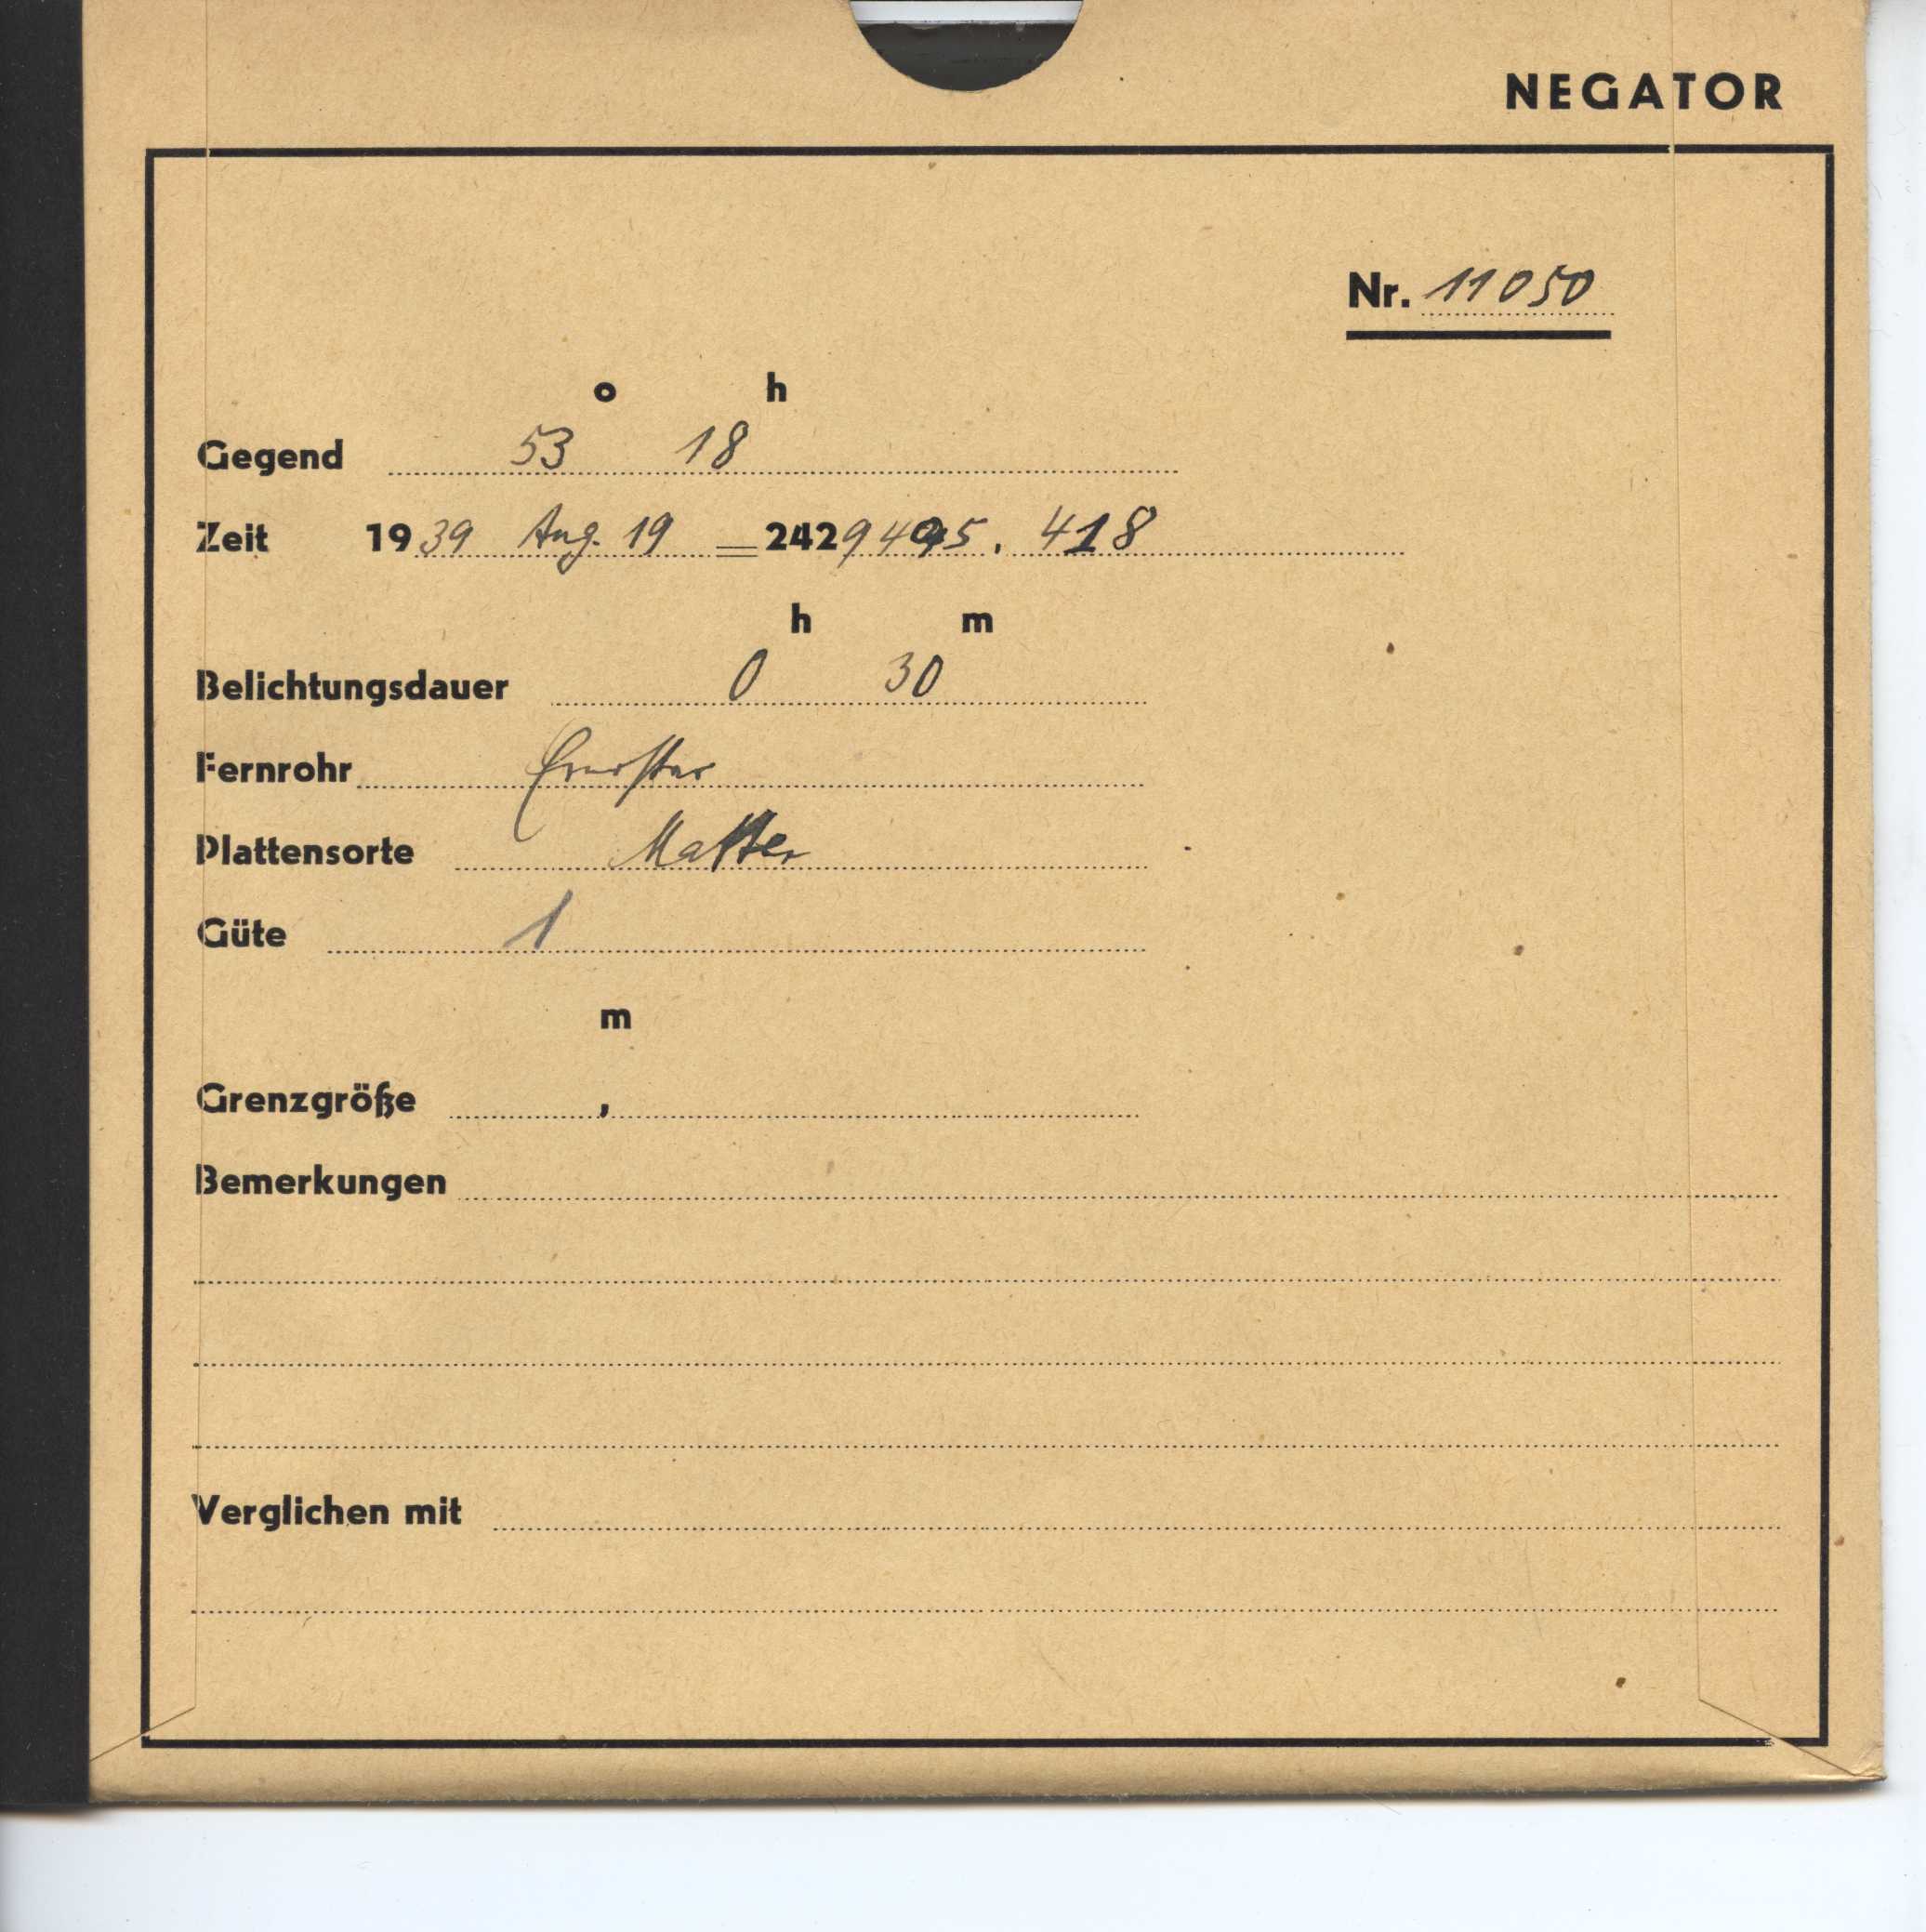 NEGATOR
Nr. 11050
o h
Gegend 53 18
Zeit 1939 Aug. 19 = 2429495. 418
h m
Belichtungsdauer 0 30
Fernrohr Ernostar
Plattensorte Matter
Güte 1
m
Grenzgröße ,
Bemerkungen
Verglichen mit